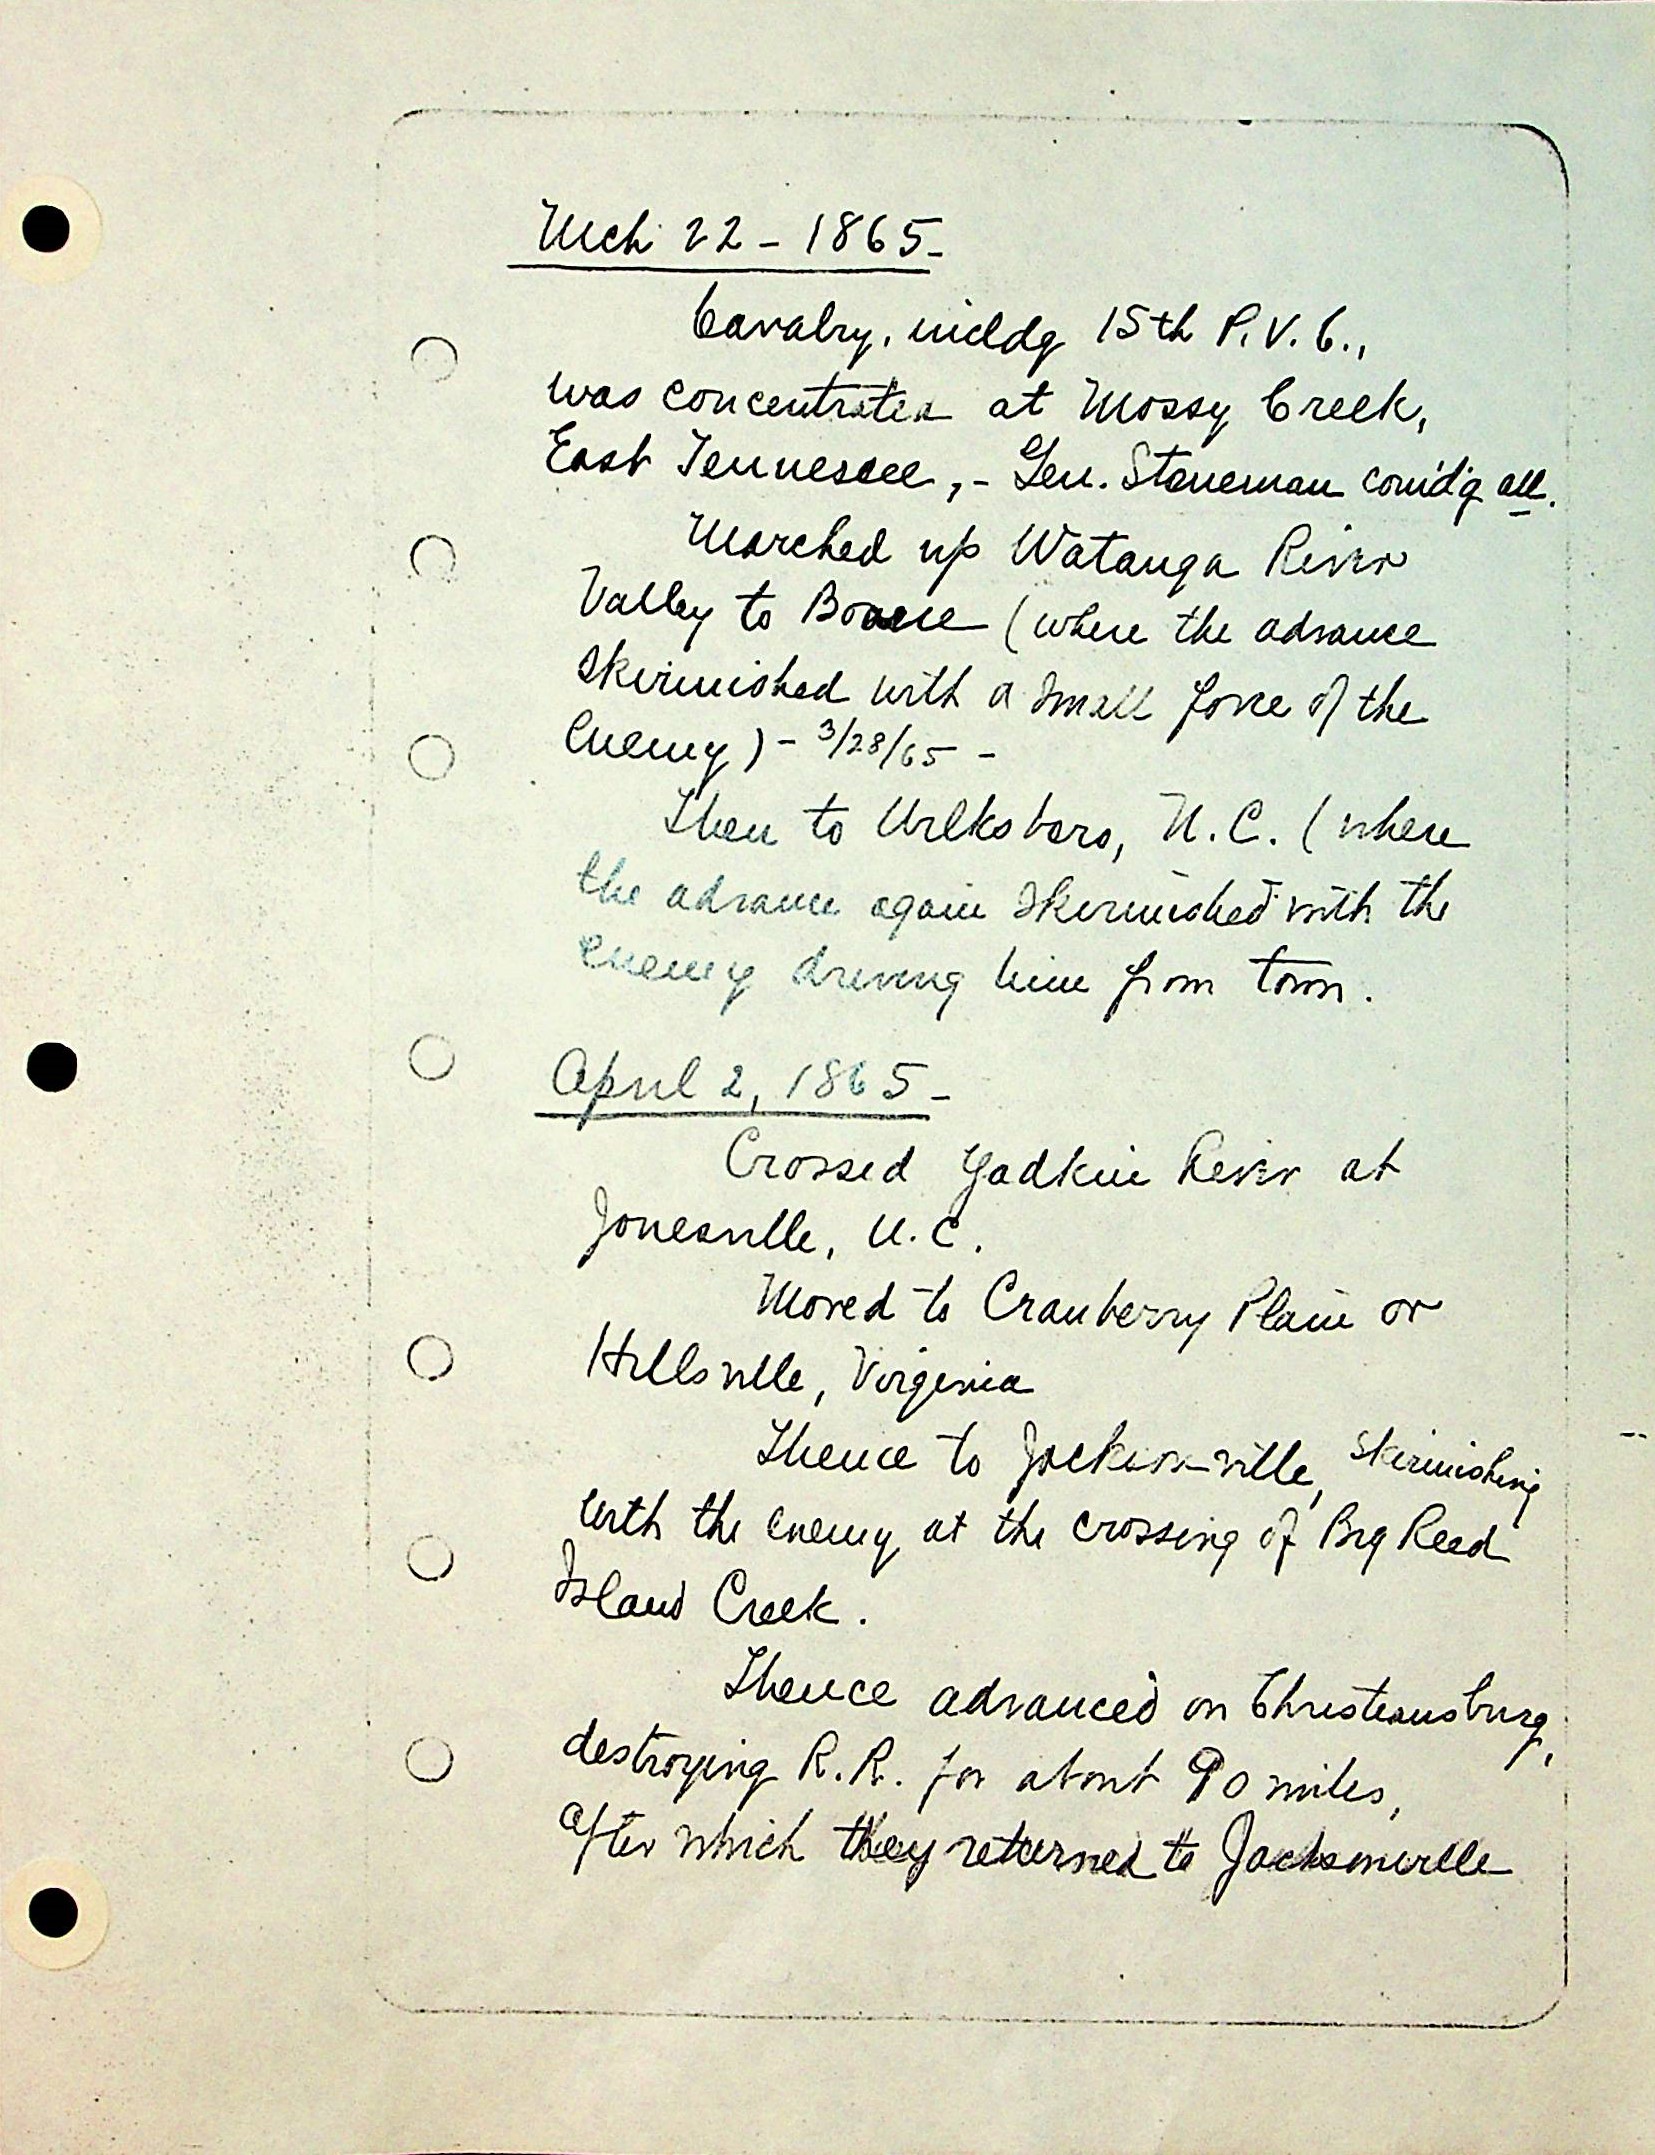 Mch 22 - 1865 -
Cavalry, incldg 15th P.V.C.,
was concentrated at Mossy Creek,
East Tennessee, - Gen. Stoneman com'd'g all.
Marched up Watauga River
Valley to Boone (where the advance
skirmished with a small force of the
enemy) - 3/28/65 -
Then to Wilksboro, N.C. (where
the advance again skirmished with the
enemy driving him from town.
April 2, 1865 -
Crossed Yadkin River at
Jonesville, N.C.
Moved to Cranberry Plain or
Hillsville, Virginia
Thence to Jacksonville, skirmishing
with the enemy at the crossing of Big Reed
Island Creek.
Thence advanced on Christiansburg,
destroying R.R. for about 90 miles,
after which they returned to Jacksonville